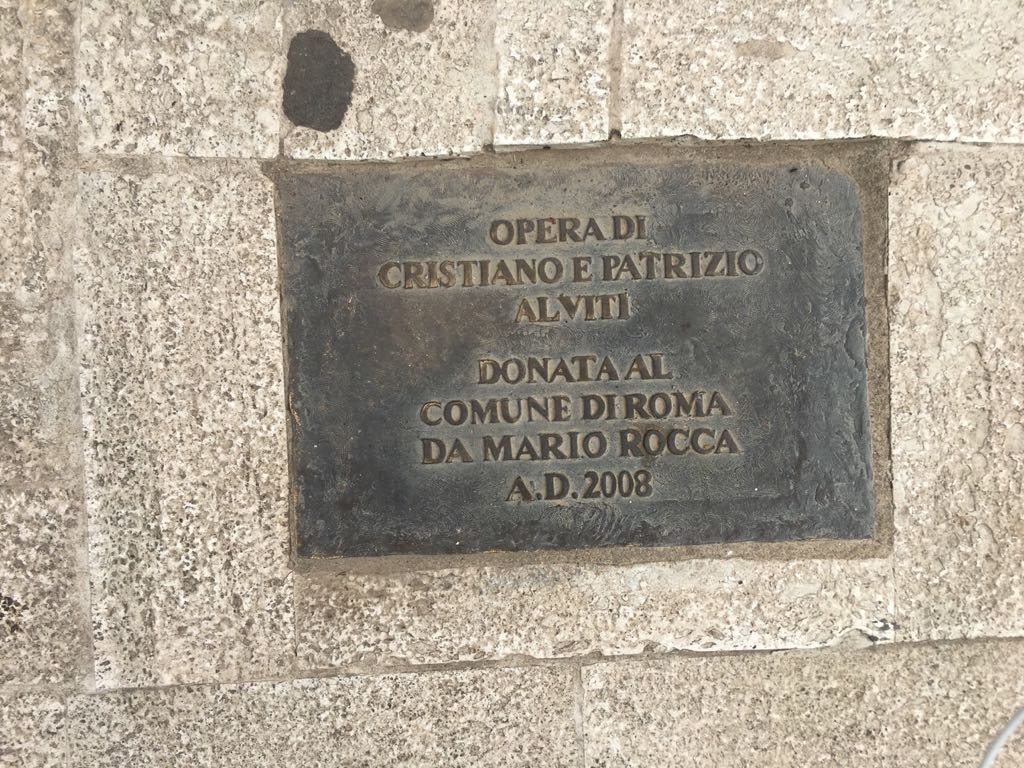 OPERA DI
CRISTIANO E PATRIZIO
ALVITI
DONATA AL
COMUNE DI ROMA
DA MARIO ROCCA
A.D. 2008